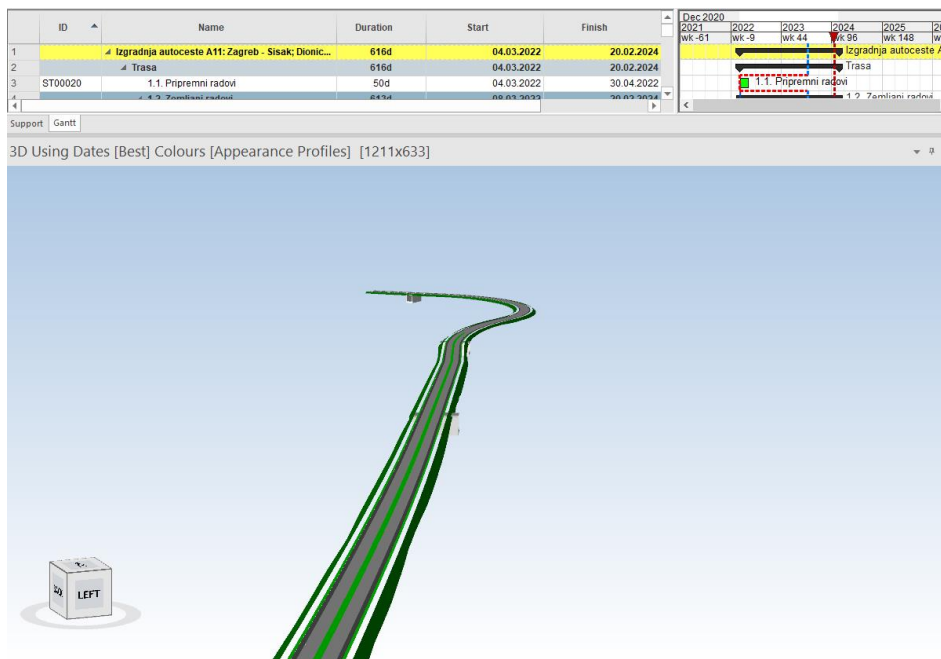 ID Name Duration Start Finish
Dec 2020
2021 2022 2023 2024 2025
wk -61 wk -9 wk 44 wk 96 wk 148
1 Izgradnja autoceste A11: Zagreb - Sisak; Dionic... 616d 04.03.2022 20.02.2024 Izgradnja autoceste A
2 Trasa 616d 04.03.2022 20.02.2024 Trasa
3 ST00020 1.1. Pripremni radovi 50d 04.03.2022 30.04.2022 1.1. Pripremni radovi
1.2. Zemljani radovi 1.2. Zemljani radovi
Support Gantt
3D Using Dates [Best] Colours [Appearance Profiles] [1211x633]
LEFT